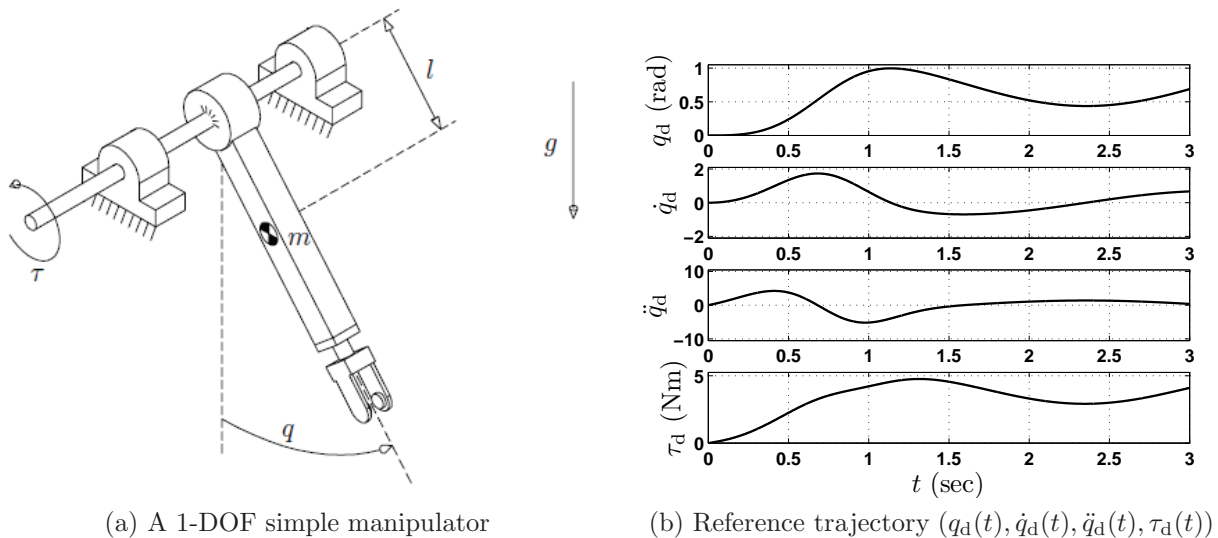 l
g
m
τ
q
(a) A 1-DOF simple manipulator
q_d (rad)
1
0.5
0
0 0.5 1 1.5 2 2.5 3
q̇_d
2
0
−2
0 0.5 1 1.5 2 2.5 3
q̈_d
10
0
−10
0 0.5 1 1.5 2 2.5 3
τ_d (Nm)
5
0
0 0.5 1 1.5 2 2.5 3
t (sec)
(b) Reference trajectory (q_d(t), q̇_d(t), q̈_d(t), τ_d(t))